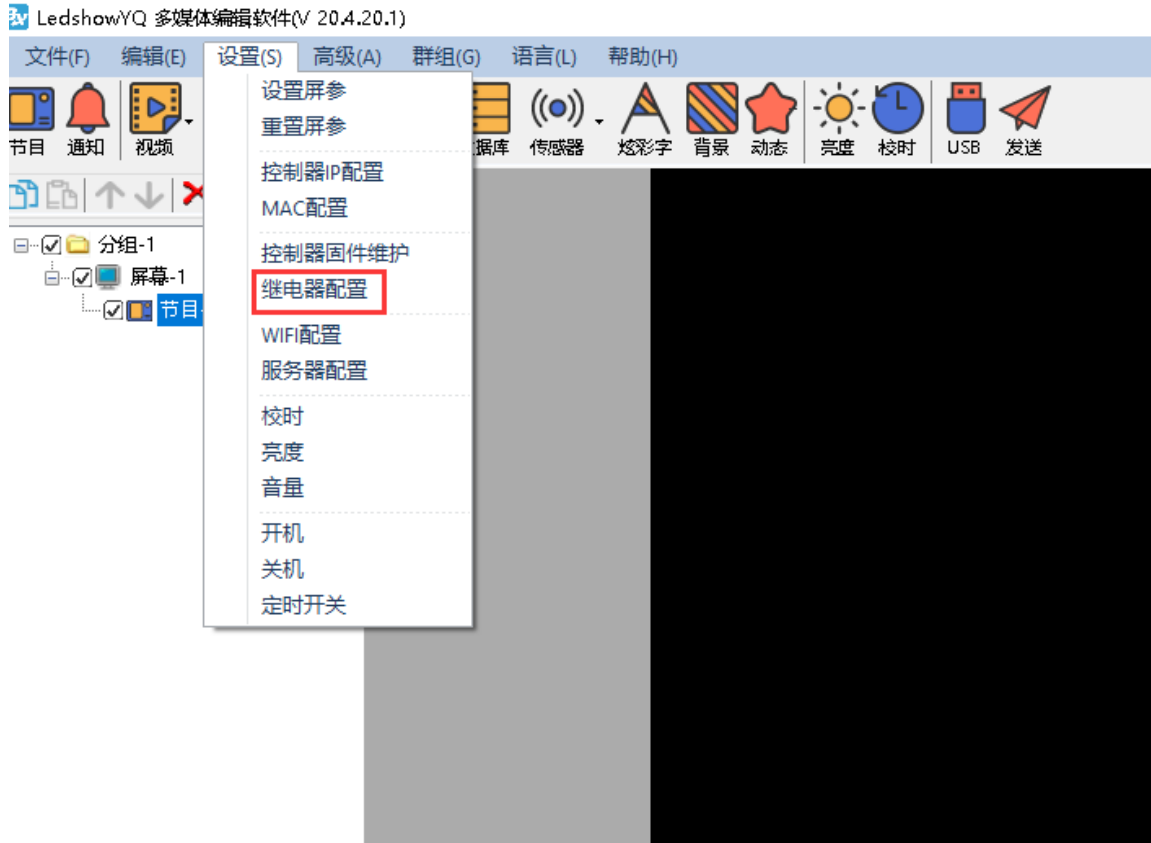 LedshowYQ 多媒体编辑软件(V 20.4.20.1)
文件(F) 编辑(E) 设置(S) 高级(A) 群组(G) 语言(L) 帮助(H)
节目 通知 视频 据库 传感器 炫彩字 背景 动态 亮度 校时 USB 发送
分组-1
屏幕-1
节目
设置屏参
重置屏参
控制器IP配置
MAC配置
控制器固件维护
继电器配置
WIFI配置
服务器配置
校时
亮度
音量
开机
关机
定时开关